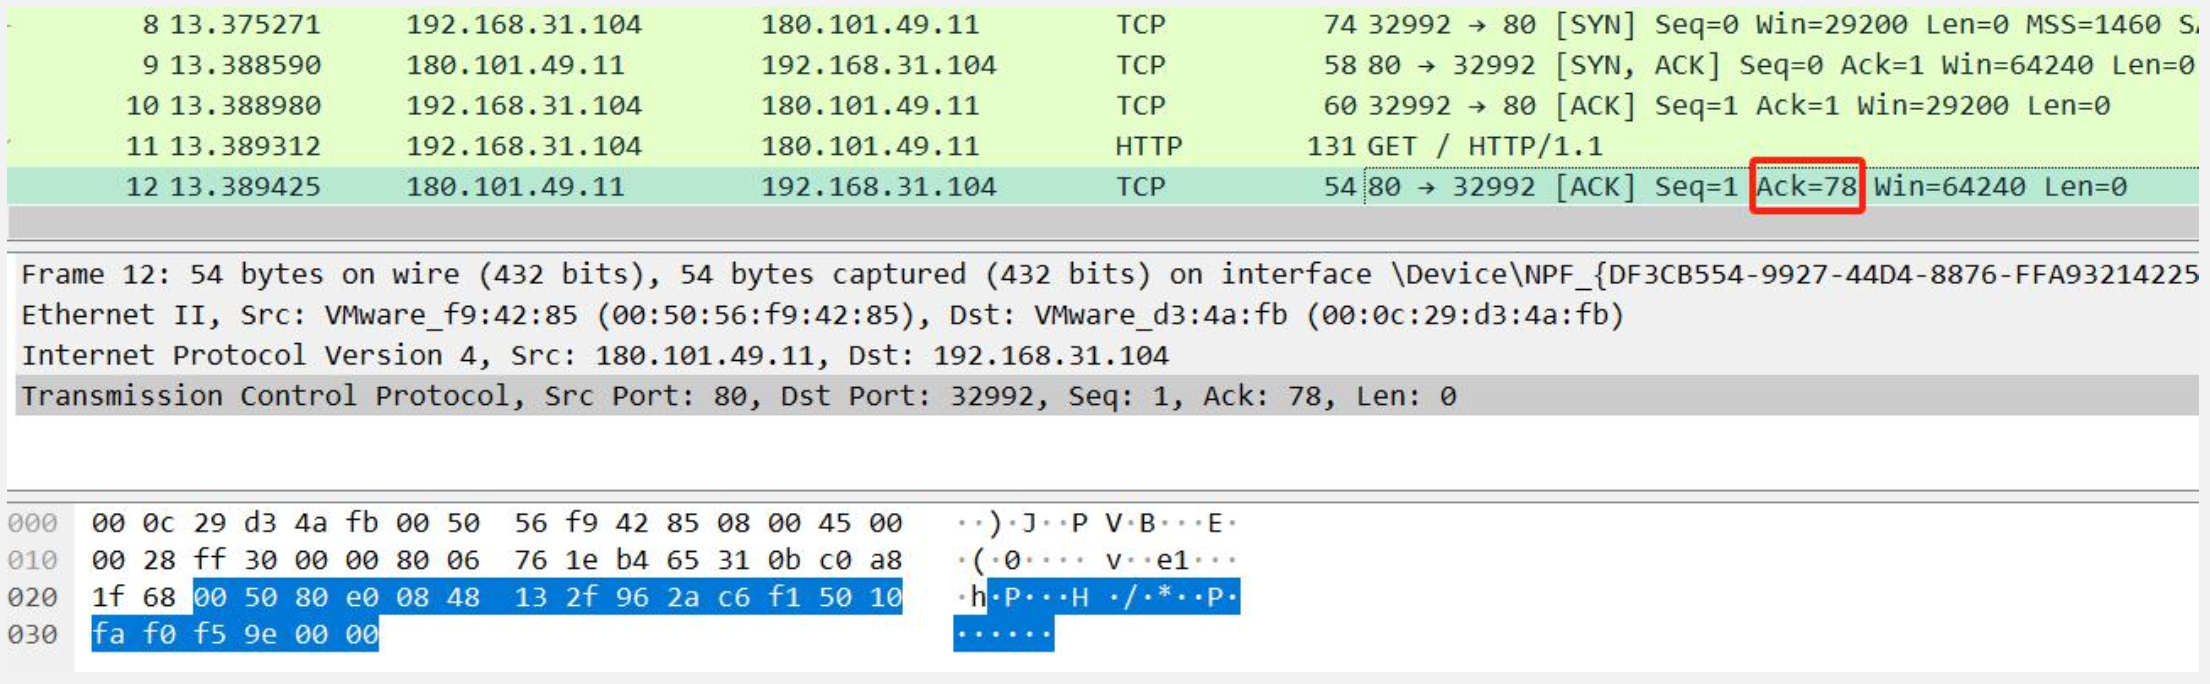 8 13.375271 192.168.31.104 180.101.49.11 TCP 74 32992 → 80 [SYN] Seq=0 Win=29200 Len=0 MSS=1460
9 13.388590 180.101.49.11 192.168.31.104 TCP 58 80 → 32992 [SYN, ACK] Seq=0 Ack=1 Win=64240 Len=0
10 13.388980 192.168.31.104 180.101.49.11 TCP 60 32992 → 80 [ACK] Seq=1 Ack=1 Win=29200 Len=0
11 13.389312 192.168.31.104 180.101.49.11 HTTP 131 GET / HTTP/1.1
12 13.389425 180.101.49.11 192.168.31.104 TCP 54 80 → 32992 [ACK] Seq=1 Ack=78 Win=64240 Len=0
Frame 12: 54 bytes on wire (432 bits), 54 bytes captured (432 bits) on interface \Device\NPF_{DF3CB554-9927-44D4-8876-FFA93214225
Ethernet II, Src: VMware_f9:42:85 (00:50:56:f9:42:85), Dst: VMware_d3:4a:fb (00:0c:29:d3:4a:fb)
Internet Protocol Version 4, Src: 180.101.49.11, Dst: 192.168.31.104
Transmission Control Protocol, Src Port: 80, Dst Port: 32992, Seq: 1, Ack: 78, Len: 0
000 00 0c 29 d3 4a fb 00 50 56 f9 42 85 08 00 45 00 ··)·J··P V·B···E·
010 00 28 ff 30 00 00 80 06 76 1e b4 65 31 0b c0 a8 ·(·0···· v··e1···
020 1f 68 00 50 80 e0 08 48 13 2f 96 2a c6 f1 50 10 ·h·P···H ·/·*··P·
030 fa f0 f5 9e 00 00 ······